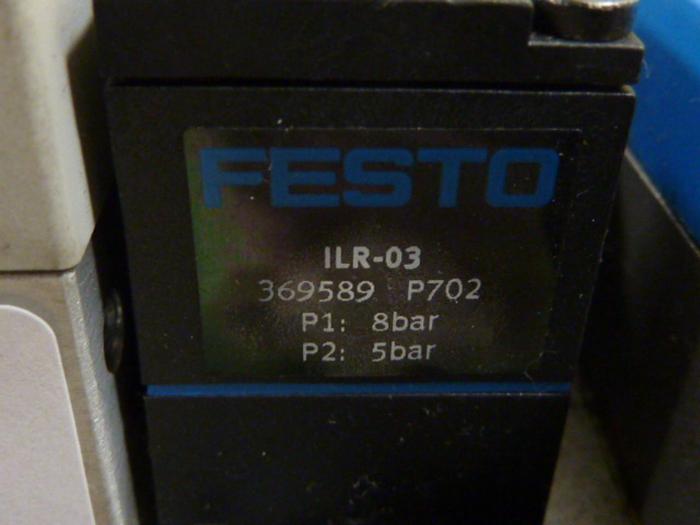 FESTO
ILR-03
369589 P702
P1: 8bar
P2: 5bar